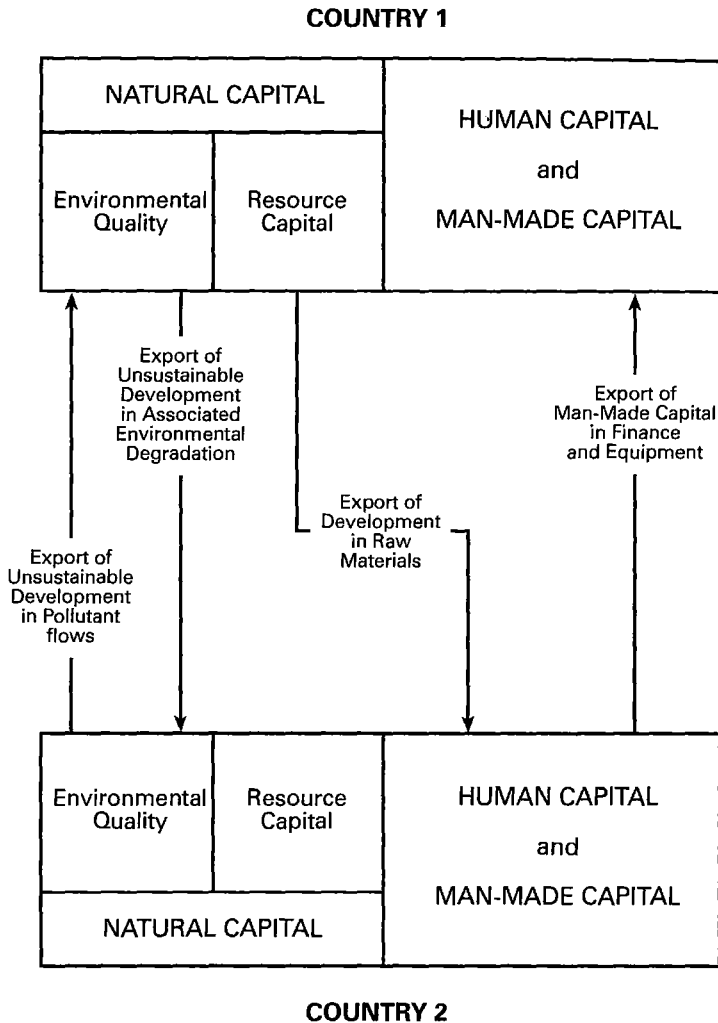 COUNTRY 1
NATURAL CAPITAL
Environmental
Quality
Resource
Capital
HUMAN CAPITAL
and
MAN-MADE CAPITAL
Export of
Unsustainable
Development
in Associated
Environmental
Degradation
Export of
Man-Made Capital
in Finance
and Equipment
Export of
Development
in Raw
Materials
Export of
Unsustainable
Development
in Pollutant
flows
Environmental
Quality
Resource
Capital
NATURAL CAPITAL
HUMAN CAPITAL
and
MAN-MADE CAPITAL
COUNTRY 2